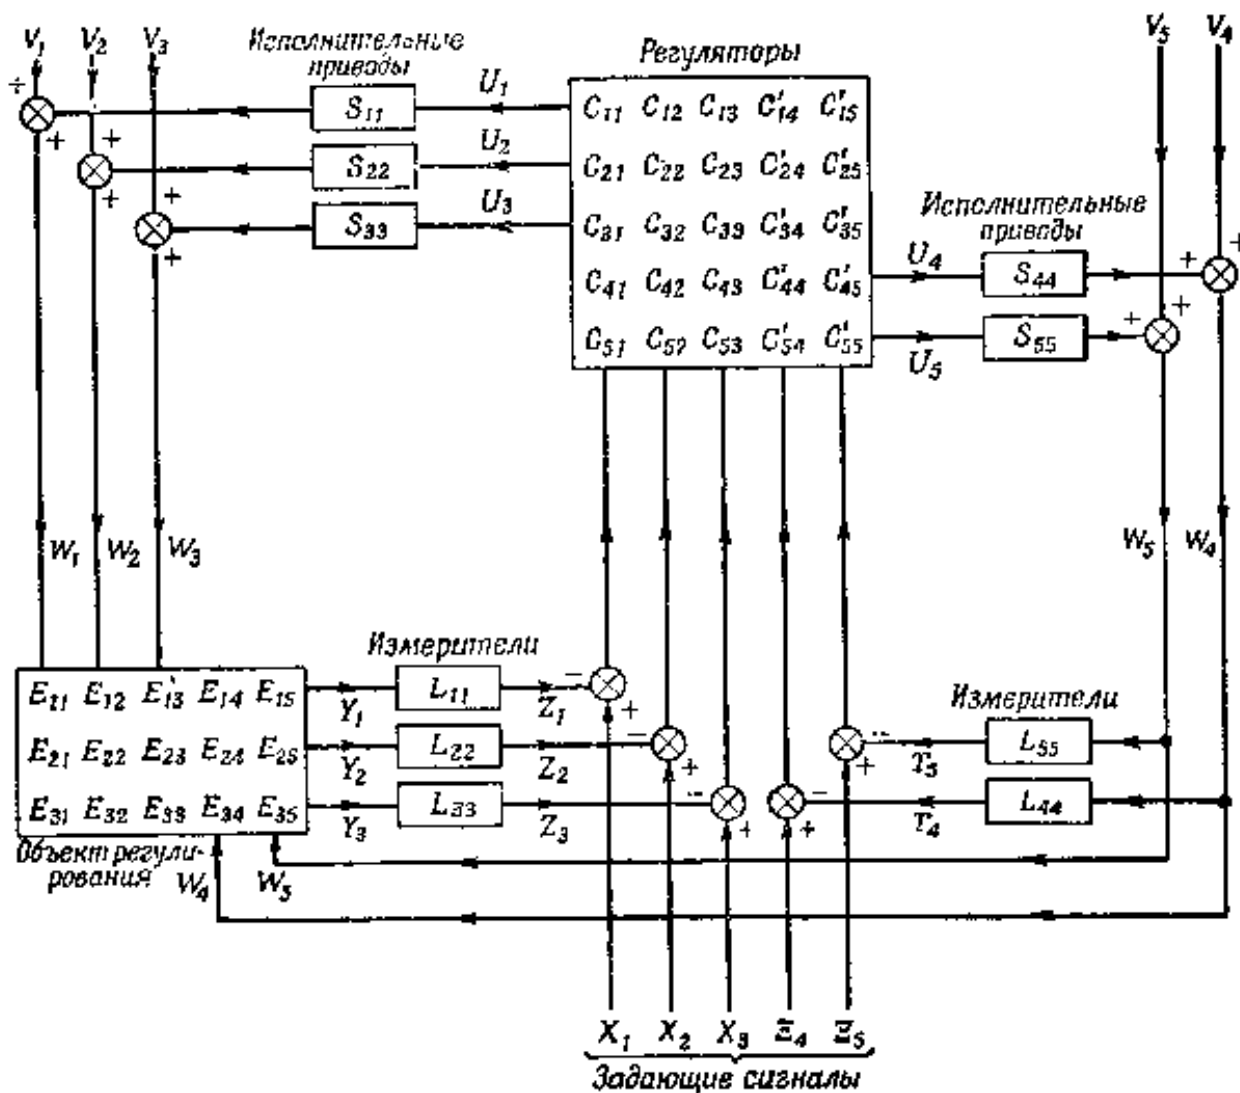 V₁ V₂ V₃ Исполнительные приводы Регуляторы V₅ V₄
+
U₁
S₁₁
C₁₁ C₁₂ C₁₃ C'₁₄ C'₁₅
+ +
U₂
S₂₂
C₂₁ C₂₂ C₂₃ C'₂₄ C'₂₅
+ +
U₃
S₃₃
C₃₁ C₃₂ C₃₃ C'₃₄ C'₃₅
Исполнительные приводы
+
U₄
S₄₄
+ +
C₄₁ C₄₂ C₄₃ C'₄₄ C'₄₅
C₅₁ C₅₂ C₅₃ C'₅₄ C'₅₅
U₅
S₅₅
+ +
W₁ W₂ W₃ W₅ W₄
Измерители
E₁₁ E₁₂ E₁₃ E₁₄ E₁₅
Y₁
L₁₁
Z₁
- +
Измерители
E₂₁ E₂₂ E₂₃ E₂₄ E₂₅
Y₂
L₂₂
Z₂
- +
- +
T₅
L₅₅
E₃₁ E₃₂ E₃₃ E₃₄ E₃₅
Y₃
L₃₃
Z₃
- +
- +
T₄
L₄₄
Объект регули-
рования
W₄ W₅
X₁ X₂ X₃ Ξ₄ Ξ₅
Задающие сигналы